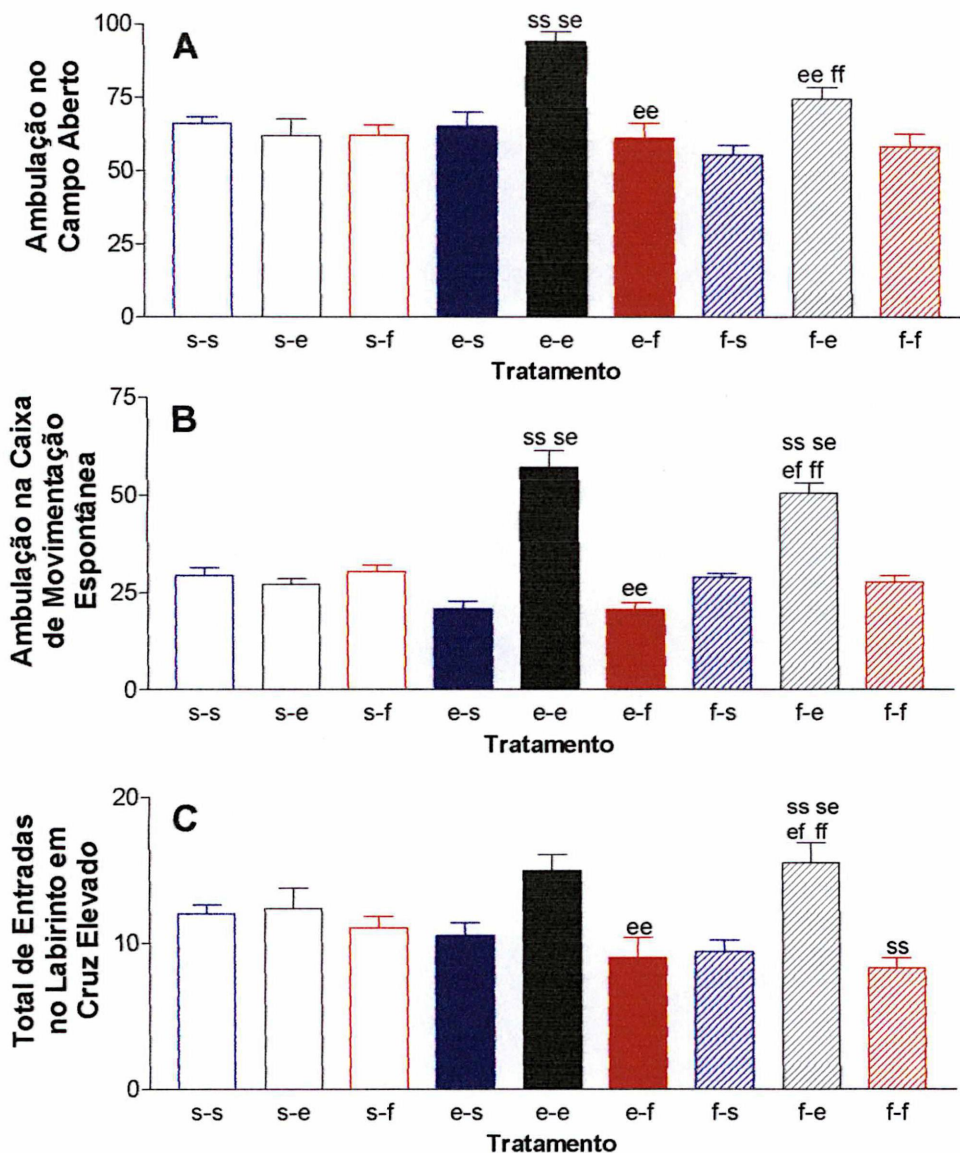 A
Ambulação no
Campo Aberto
100
75
50
25
0
ss se
ee
ee ff
s-s s-e s-f e-s e-e e-f f-s f-e f-f
Tratamento
B
Ambulação na Caixa
de Movimentação
Espontânea
75
50
25
0
ss se
ee
ss se
ef ff
s-s s-e s-f e-s e-e e-f f-s f-e f-f
Tratamento
C
Total de Entradas
no Labirinto em
Cruz Elevado
20
10
0
ee
ss se
ef ff
ss
s-s s-e s-f e-s e-e e-f f-s f-e f-f
Tratamento